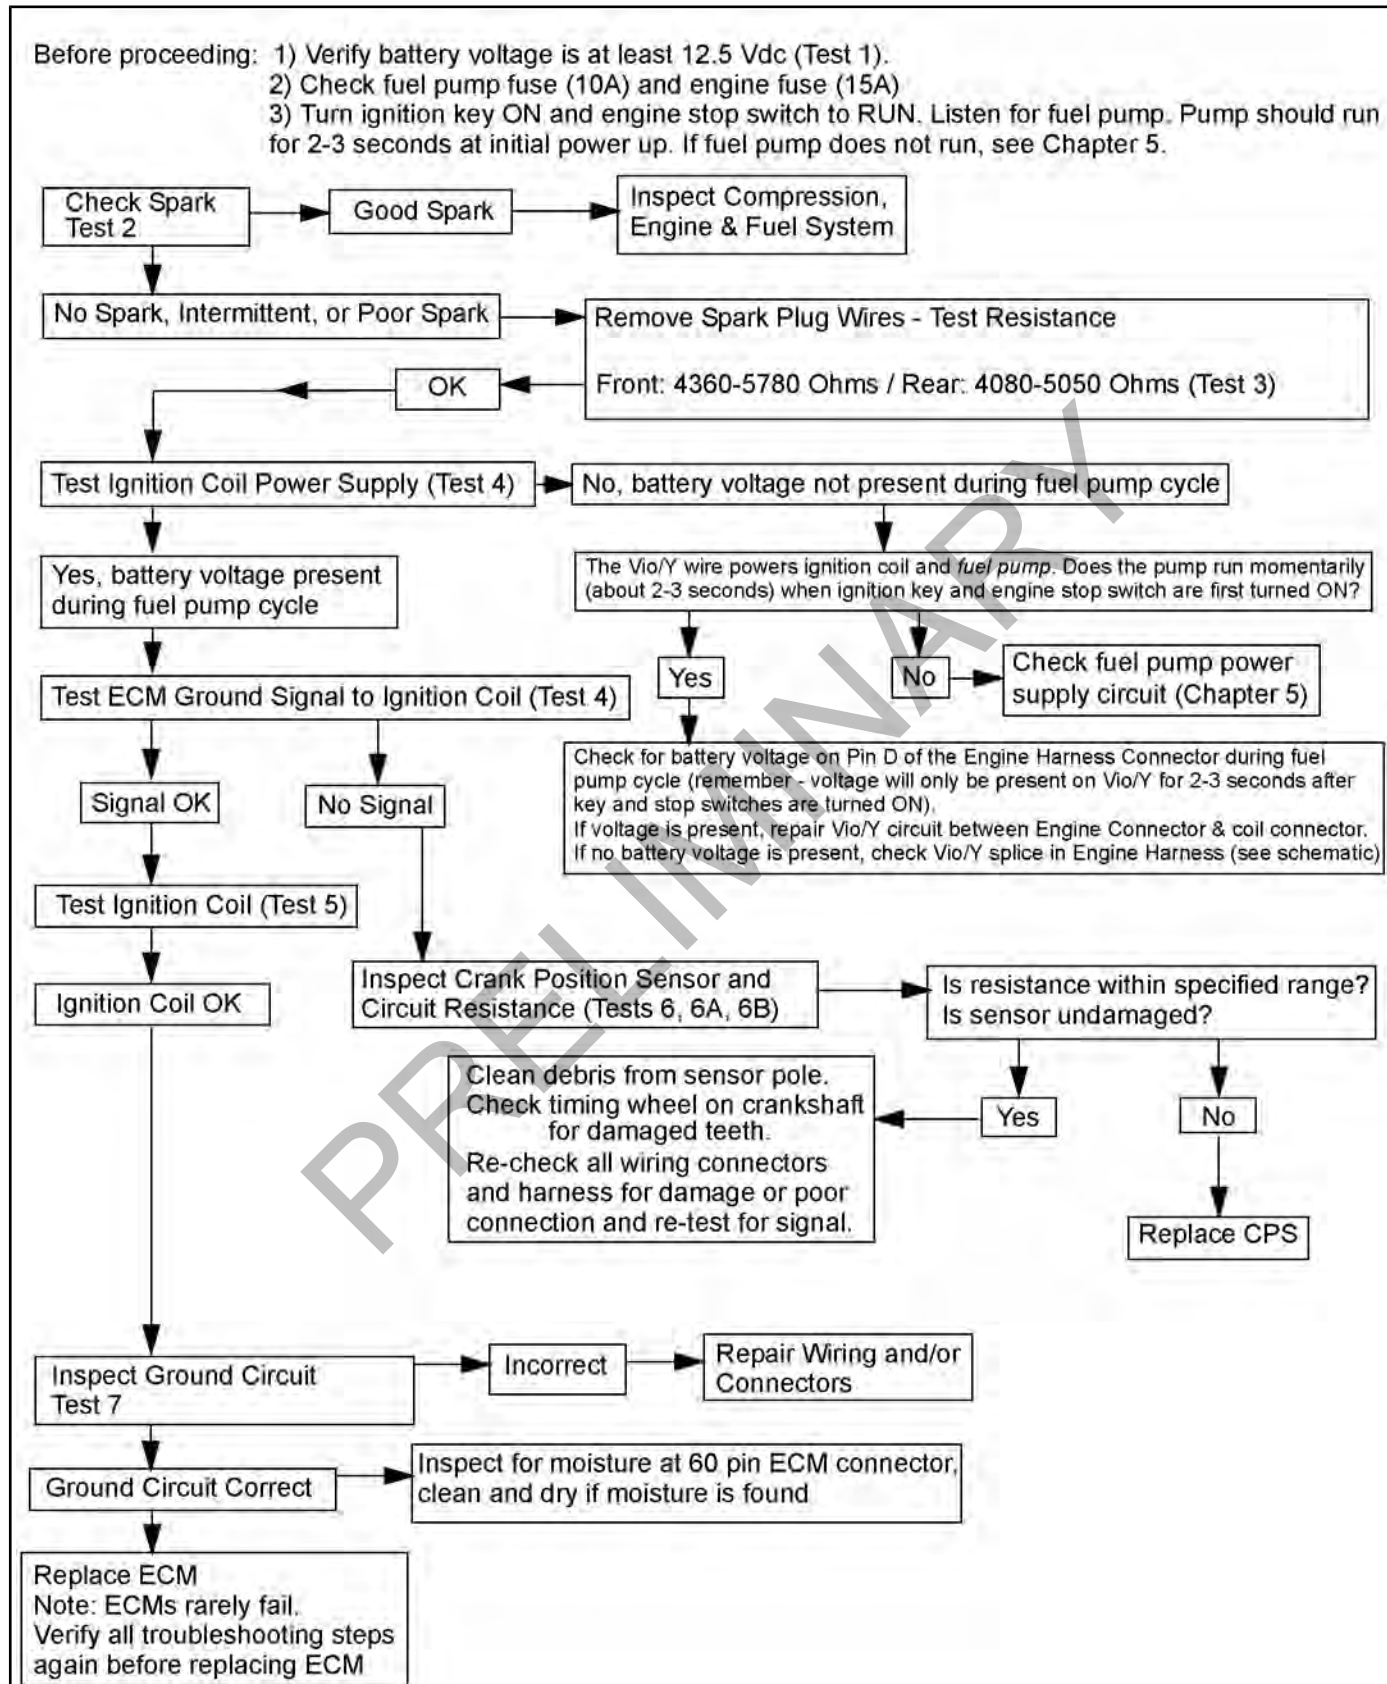 Before proceeding: 1) Verify battery voltage is at least 12.5 Vdc (Test 1).
2) Check fuel pump fuse (10A) and engine fuse (15A)
3) Turn ignition key ON and engine stop switch to RUN. Listen for fuel pump. Pump should run
for 2-3 seconds at initial power up. If fuel pump does not run, see Chapter 5.
Check Spark
Test 2
Good Spark
Inspect Compression,
Engine & Fuel System
No Spark, Intermittent, or Poor Spark
Remove Spark Plug Wires - Test Resistance
Front: 4360-5780 Ohms / Rear: 4080-5050 Ohms (Test 3)
OK
Test Ignition Coil Power Supply (Test 4)
No, battery voltage not present during fuel pump cycle
Yes, battery voltage present
during fuel pump cycle
The Vio/Y wire powers ignition coil and fuel pump. Does the pump run momentarily
(about 2-3 seconds) when ignition key and engine stop switch are first turned ON?
Yes
No
Check fuel pump power
supply circuit (Chapter 5)
Test ECM Ground Signal to Ignition Coil (Test 4)
Check for battery voltage on Pin D of the Engine Harness Connector during fuel
pump cycle (remember - voltage will only be present on Vio/Y for 2-3 seconds after
key and stop switches are turned ON).
If voltage is present, repair Vio/Y circuit between Engine Connector & coil connector.
If no battery voltage is present, check Vio/Y splice in Engine Harness (see schematic)
Signal OK
No Signal
Test Ignition Coil (Test 5)
Ignition Coil OK
Inspect Crank Position Sensor and
Circuit Resistance (Tests 6, 6A, 6B)
Is resistance within specified range?
Is sensor undamaged?
Clean debris from sensor pole.
Check timing wheel on crankshaft
for damaged teeth.
Re-check all wiring connectors
and harness for damage or poor
connection and re-test for signal.
Yes
No
Replace CPS
Inspect Ground Circuit
Test 7
Incorrect
Repair Wiring and/or
Connectors
Ground Circuit Correct
Inspect for moisture at 60 pin ECM connector,
clean and dry if moisture is found
Replace ECM
Note: ECMs rarely fail.
Verify all troubleshooting steps
again before replacing ECM
PRELIMINARY